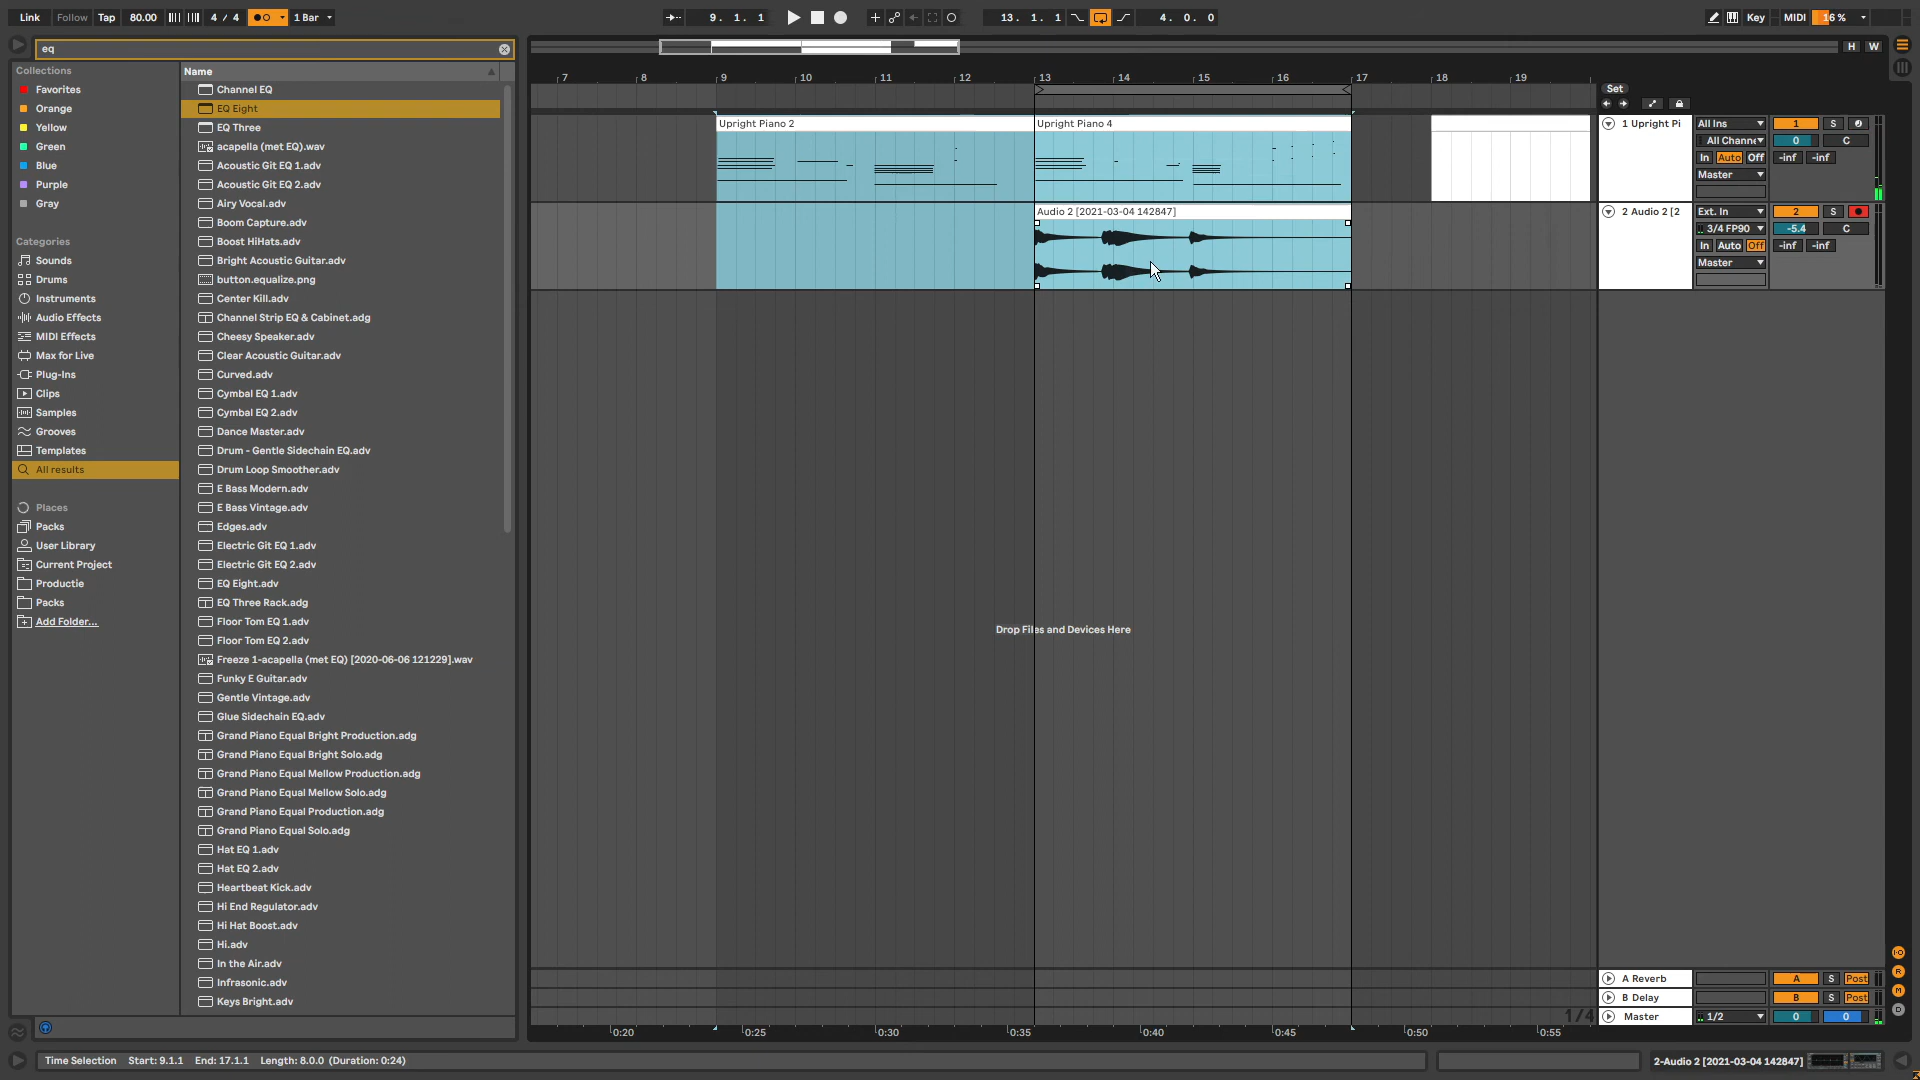 Link Follow Tap 80.00 4 / 4 1 Bar 9. 1. 1 13. 1. 1 4. 0. 0 Key MIDI 16 %
eq
H W
Collections
Favorites
Orange
Yellow
Green
Blue
Purple
Gray
Categories
Sounds
Drums
Instruments
Audio Effects
MIDI Effects
Max for Live
Plug-Ins
Clips
Samples
Grooves
Templates
All results
Places
Packs
User Library
Current Project
Productie
Packs
Add Folder...
Name
Channel EQ
EQ Eight
EQ Three
acapella (met EQ).wav
Acoustic Git EQ 1.adv
Acoustic Git EQ 2.adv
Airy Vocal.adv
Boom Capture.adv
Boost HiHats.adv
Bright Acoustic Guitar.adv
button.equalize.png
Center Kill.adv
Channel Strip EQ & Cabinet.adg
Cheesy Speaker.adv
Clear Acoustic Guitar.adv
Curved.adv
Cymbal EQ 1.adv
Cymbal EQ 2.adv
Dance Master.adv
Drum - Gentle Sidechain EQ.adv
Drum Loop Smoother.adv
E Bass Modern.adv
E Bass Vintage.adv
Edges.adv
Electric Git EQ 1.adv
Electric Git EQ 2.adv
EQ Eight.adv
EQ Three Rack.adg
Floor Tom EQ 1.adv
Floor Tom EQ 2.adv
Freeze 1-acapella (met EQ) [2020-06-06 121229].wav
Funky E Guitar.adv
Gentle Vintage.adv
Glue Sidechain EQ.adv
Grand Piano Equal Bright Production.adg
Grand Piano Equal Bright Solo.adg
Grand Piano Equal Mellow Production.adg
Grand Piano Equal Mellow Solo.adg
Grand Piano Equal Production.adg
Grand Piano Equal Solo.adg
Hat EQ 1.adv
Hat EQ 2.adv
Heartbeat Kick.adv
Hi End Regulator.adv
Hi Hat Boost.adv
Hi.adv
In the Air.adv
Infrasonic.adv
Keys Bright.adv
7 8 9 10 11 12 13 14 15 16 17 18 19
Set
Upright Piano 2 Upright Piano 4
1 Upright Pi All Ins 1 S
All Channe 0 C
In Auto Off -inf -inf
Master
Audio 2 [2021-03-04 142847]
2 Audio 2 [2 Ext. In 2 S
3/4 FP90 -5.4 C
In Auto Off -inf -inf
Master
Drop Files and Devices Here
A Reverb A S Post
B Delay B S Post
1/4 Master 1/2 0 0
0:20 0:25 0:30 0:35 0:40 0:45 0:50 0:55
I·O
R
M
D
Time Selection Start: 9.1.1 End: 17.1.1 Length: 8.0.0 (Duration: 0:24)
2-Audio 2 [2021-03-04 142847]